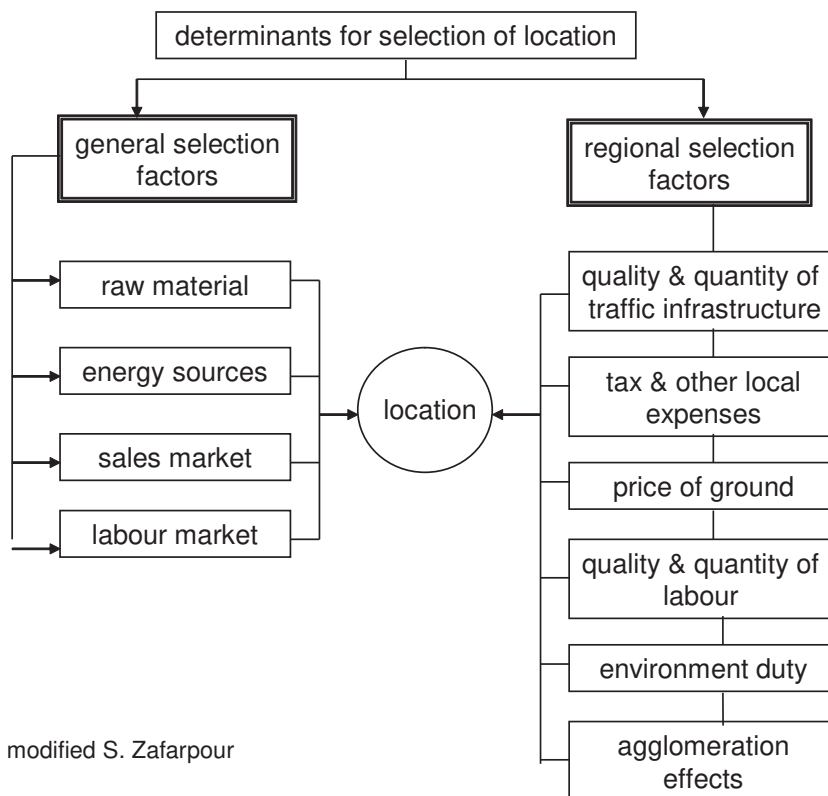 determinants for selection of location
general selection
factors
raw material
energy sources
sales market
labour market
location
regional selection
factors
quality & quantity of
traffic infrastructure
tax & other local
expenses
price of ground
quality & quantity of
labour
environment duty
agglomeration
effects
modified S. Zafarpour